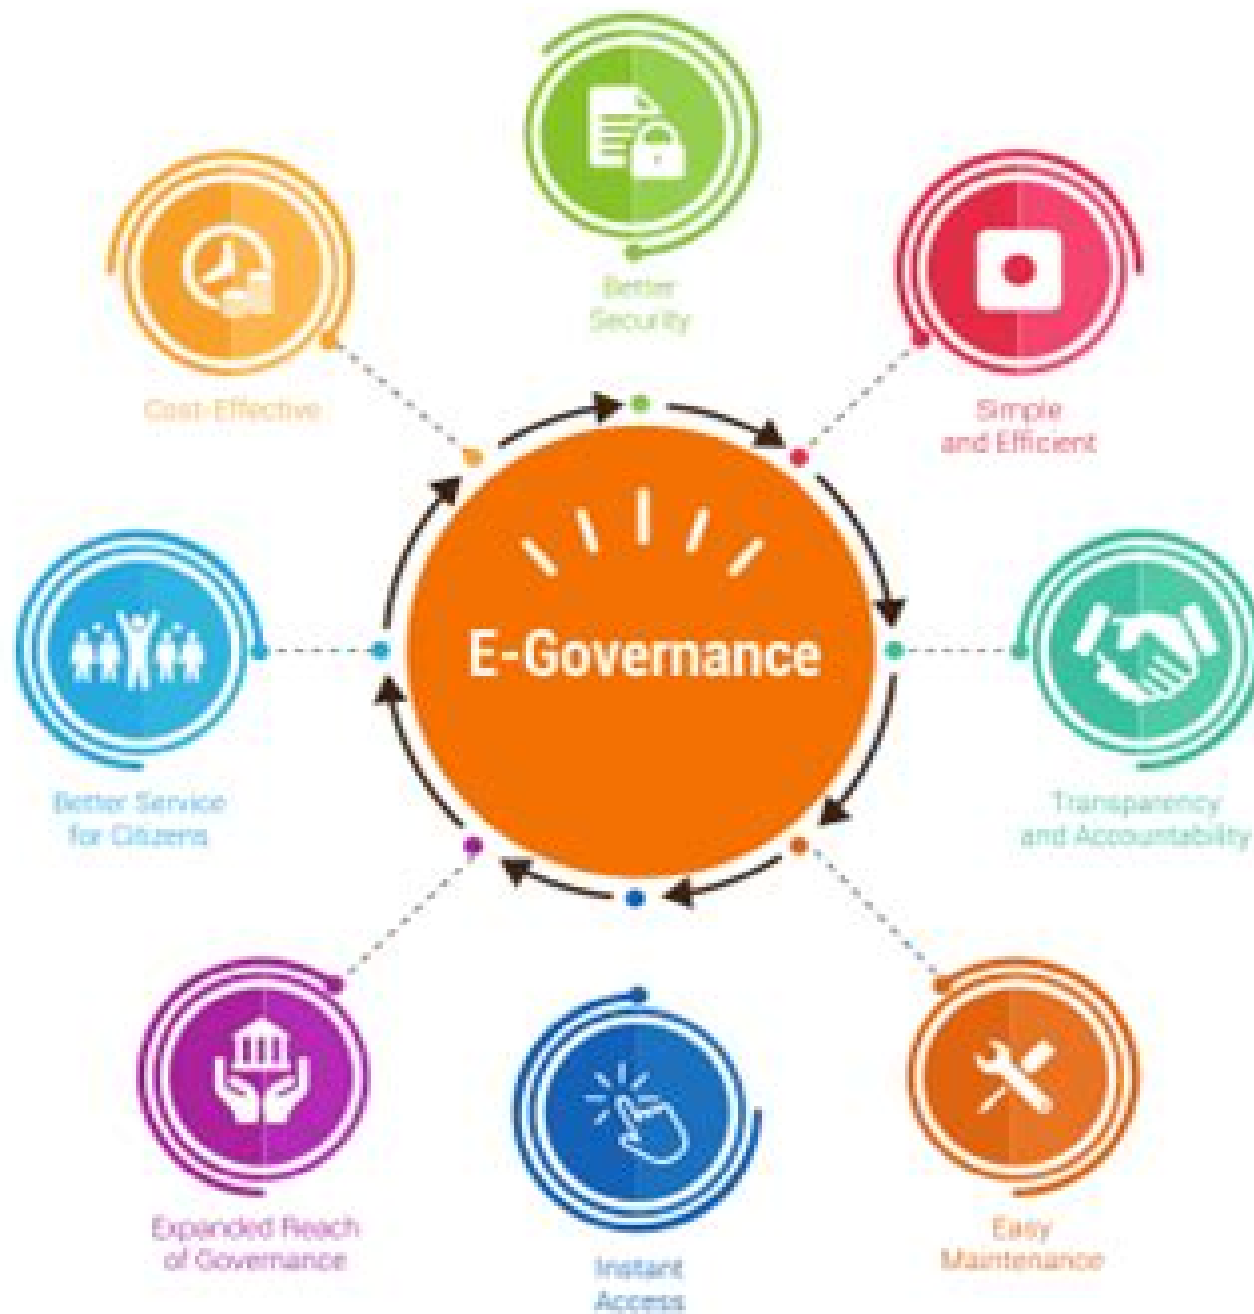 Better
Security
Cost-Effective
Simple
and Efficient
E-Governance
Better Service
for Citizens
Transparency
and Accountability
Expanded Reach
of Governance
Instant
Access
Easy
Maintenance